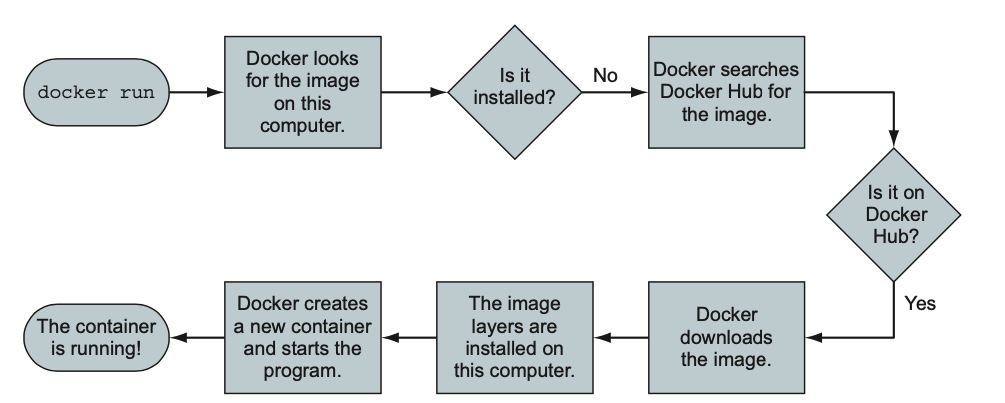 docker run
Docker looks
for the image
on this
computer.
Is it
installed?
No
Docker searches
Docker Hub for
the image.
Is it on
Docker
Hub?
Yes
Docker
downloads
the image.
The image
layers are
installed on
this computer.
Docker creates
a new container
and starts the
program.
The container
is running!